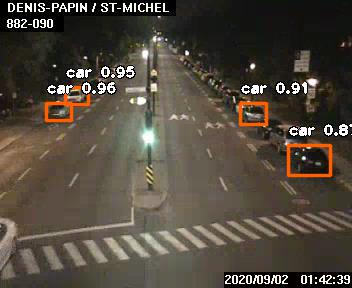 DENIS-PAPIN / ST-MICHEL
882-090
car 0.95
car 0.96
car 0.91
car 0.87
2020/09/02 01:42:39